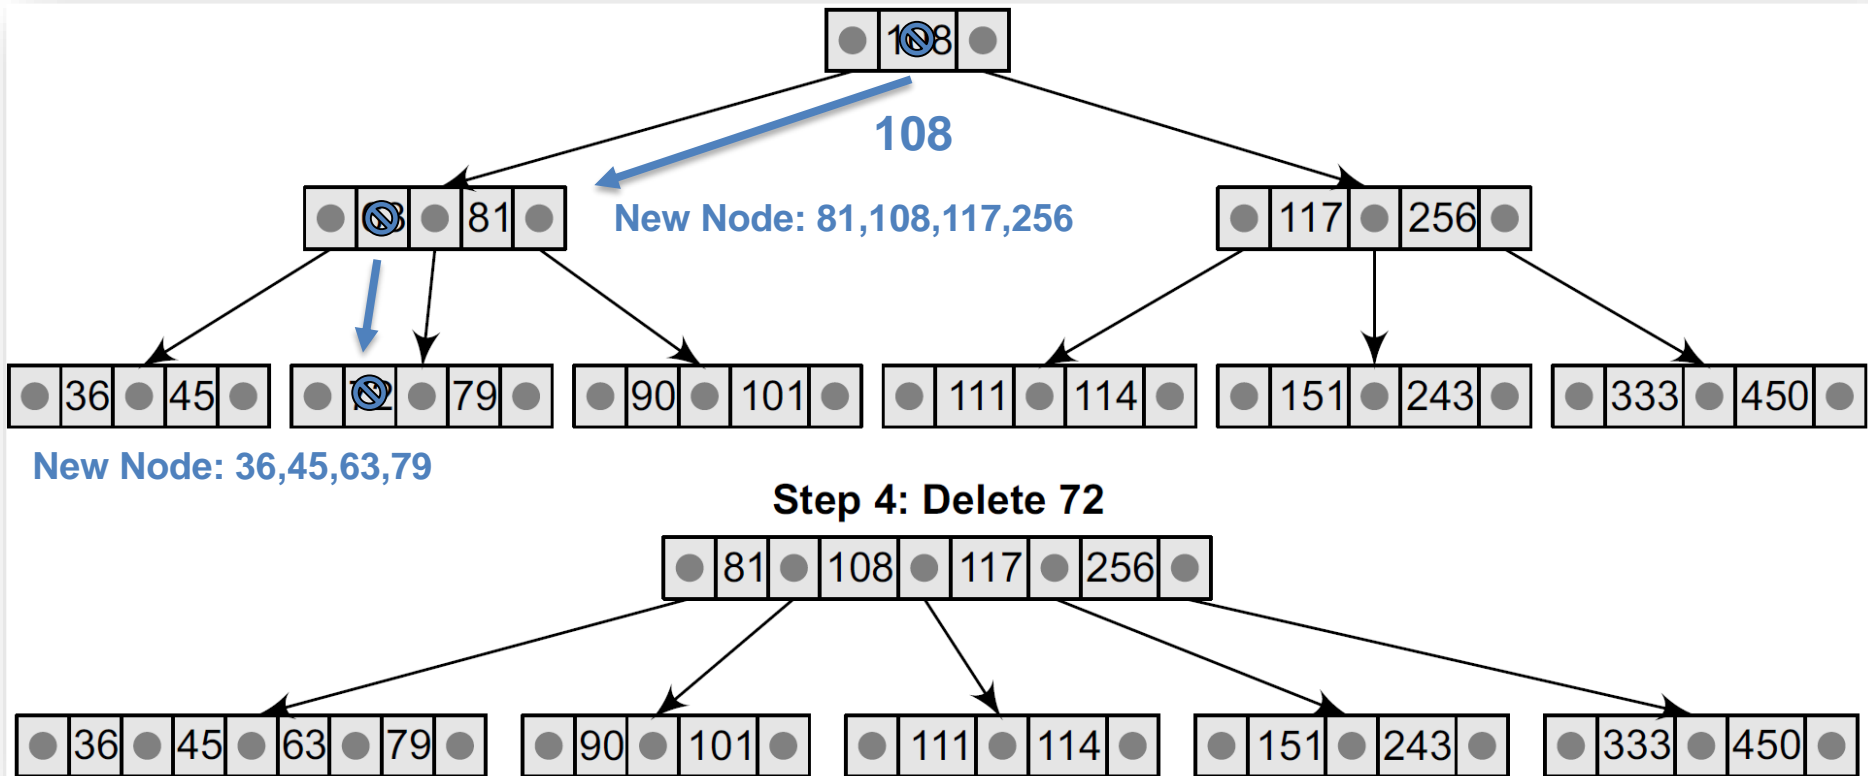 108
108
63 81
New Node: 81,108,117,256
117 256
36 45
72 79
90 101
111 114
151 243
333 450
New Node: 36,45,63,79
Step 4: Delete 72
81 108 117 256
36 45 63 79
90 101
111 114
151 243
333 450